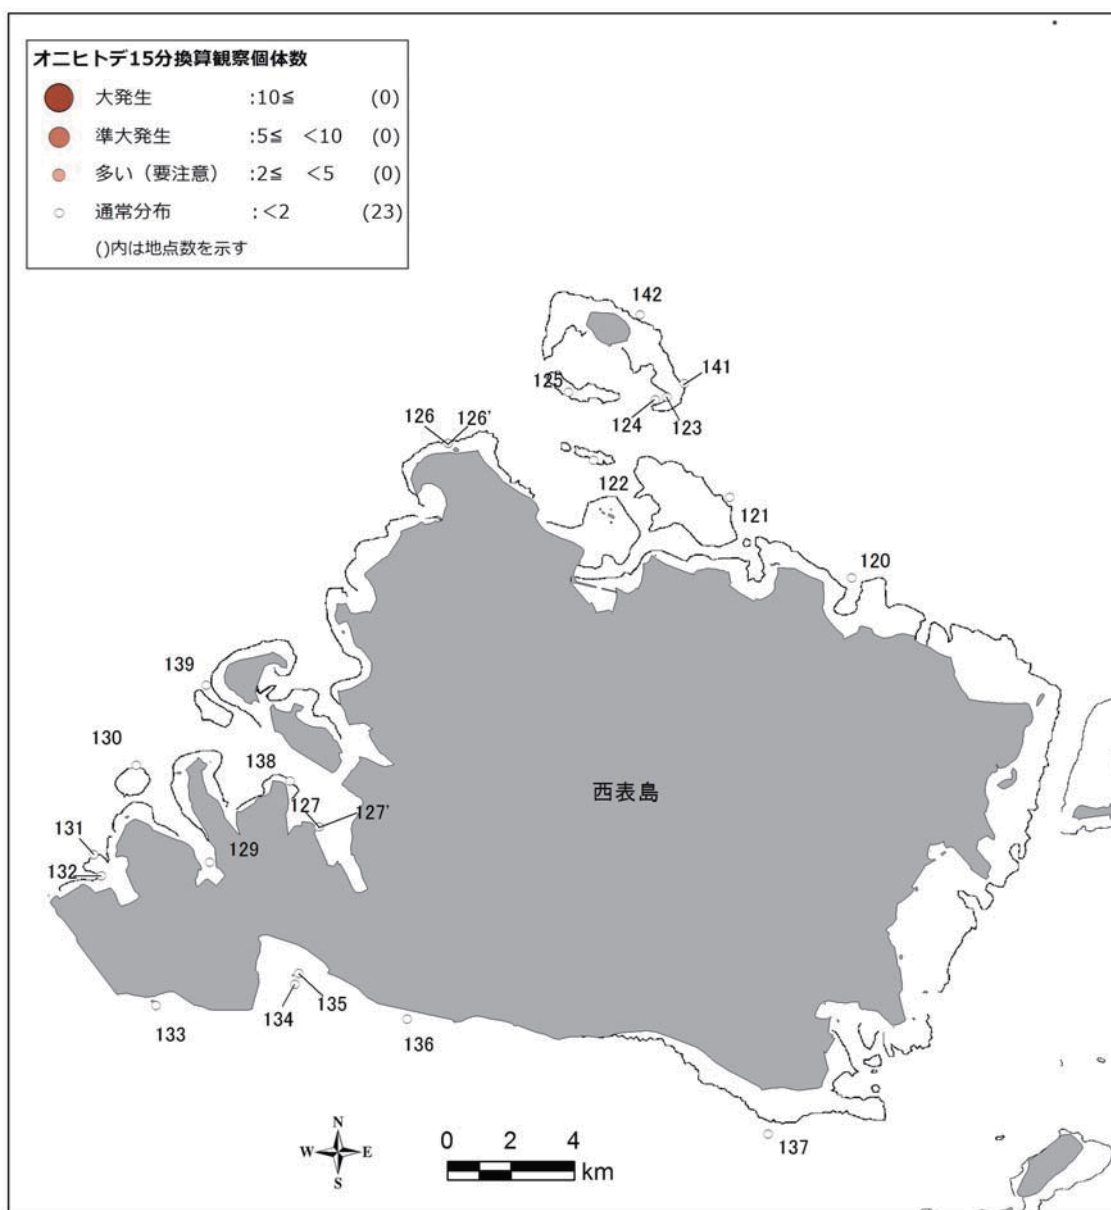 オニヒトデ15分換算観察個体数
大発生 :10≦ (0)
準大発生 :5≦ <10 (0)
多い（要注意） :2≦ <5 (0)
通常分布 :<2 (23)
()内は地点数を示す
142
141
125
124 123
126 126'
122
121
120
139
130
138
127 127'
西表島
131
129
132
135
134
133
136
137
N
W E
S
0 2 4
km